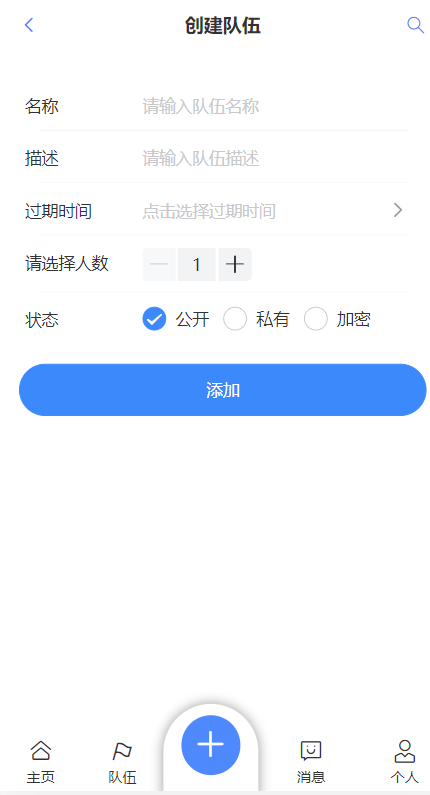 创建队伍
名称 请输入队伍名称
描述 请输入队伍描述
过期时间 点击选择过期时间
请选择人数 1
状态 公开 私有 加密
添加
主页 队伍 消息 个人